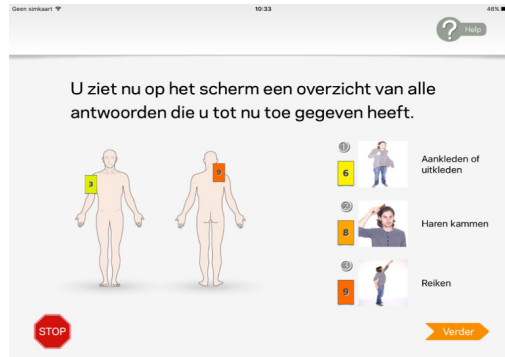 Geen simkaart 10:33 46%
? Help
U ziet nu op het scherm een overzicht van alle
antwoorden die u tot nu toe gegeven heeft.
3
9
1
6
Aankleden of
uitkleden
2
8
Haren kammen
3
9
Reiken
STOP
Verder